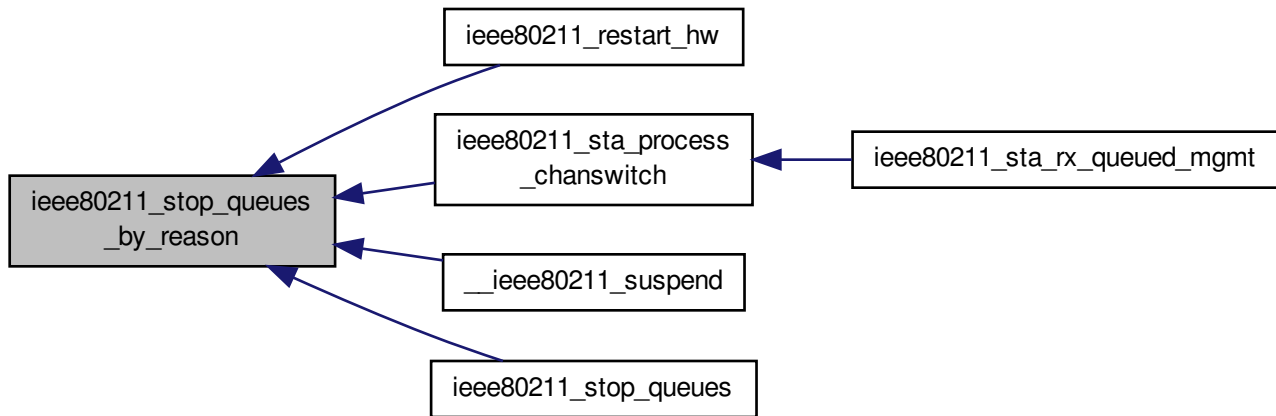 ieee80211_restart_hw
ieee80211_sta_process
_chanswitch
ieee80211_sta_rx_queued_mgmt
ieee80211_stop_queues
_by_reason
__ieee80211_suspend
ieee80211_stop_queues